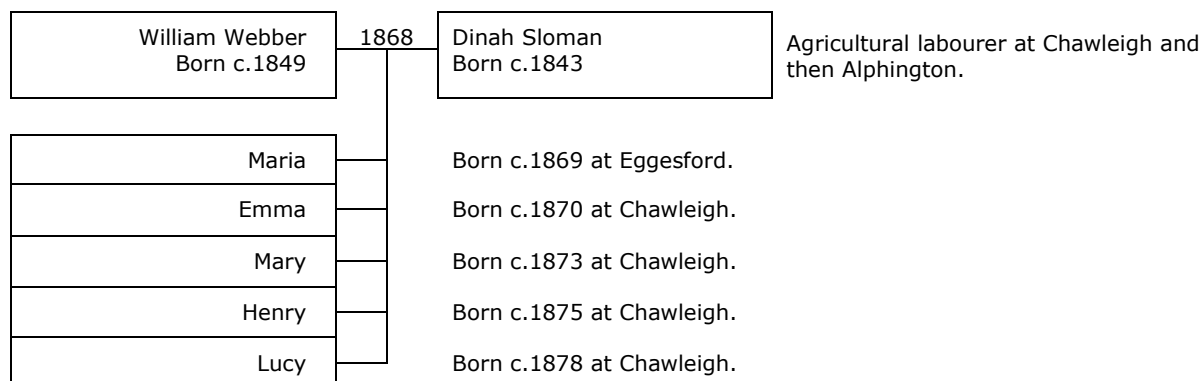 William Webber
Born c.1849
1868
Dinah Sloman
Born c.1843
Agricultural labourer at Chawleigh and
then Alphington.
Maria
Born c.1869 at Eggesford.
Emma
Born c.1870 at Chawleigh.
Mary
Born c.1873 at Chawleigh.
Henry
Born c.1875 at Chawleigh.
Lucy
Born c.1878 at Chawleigh.